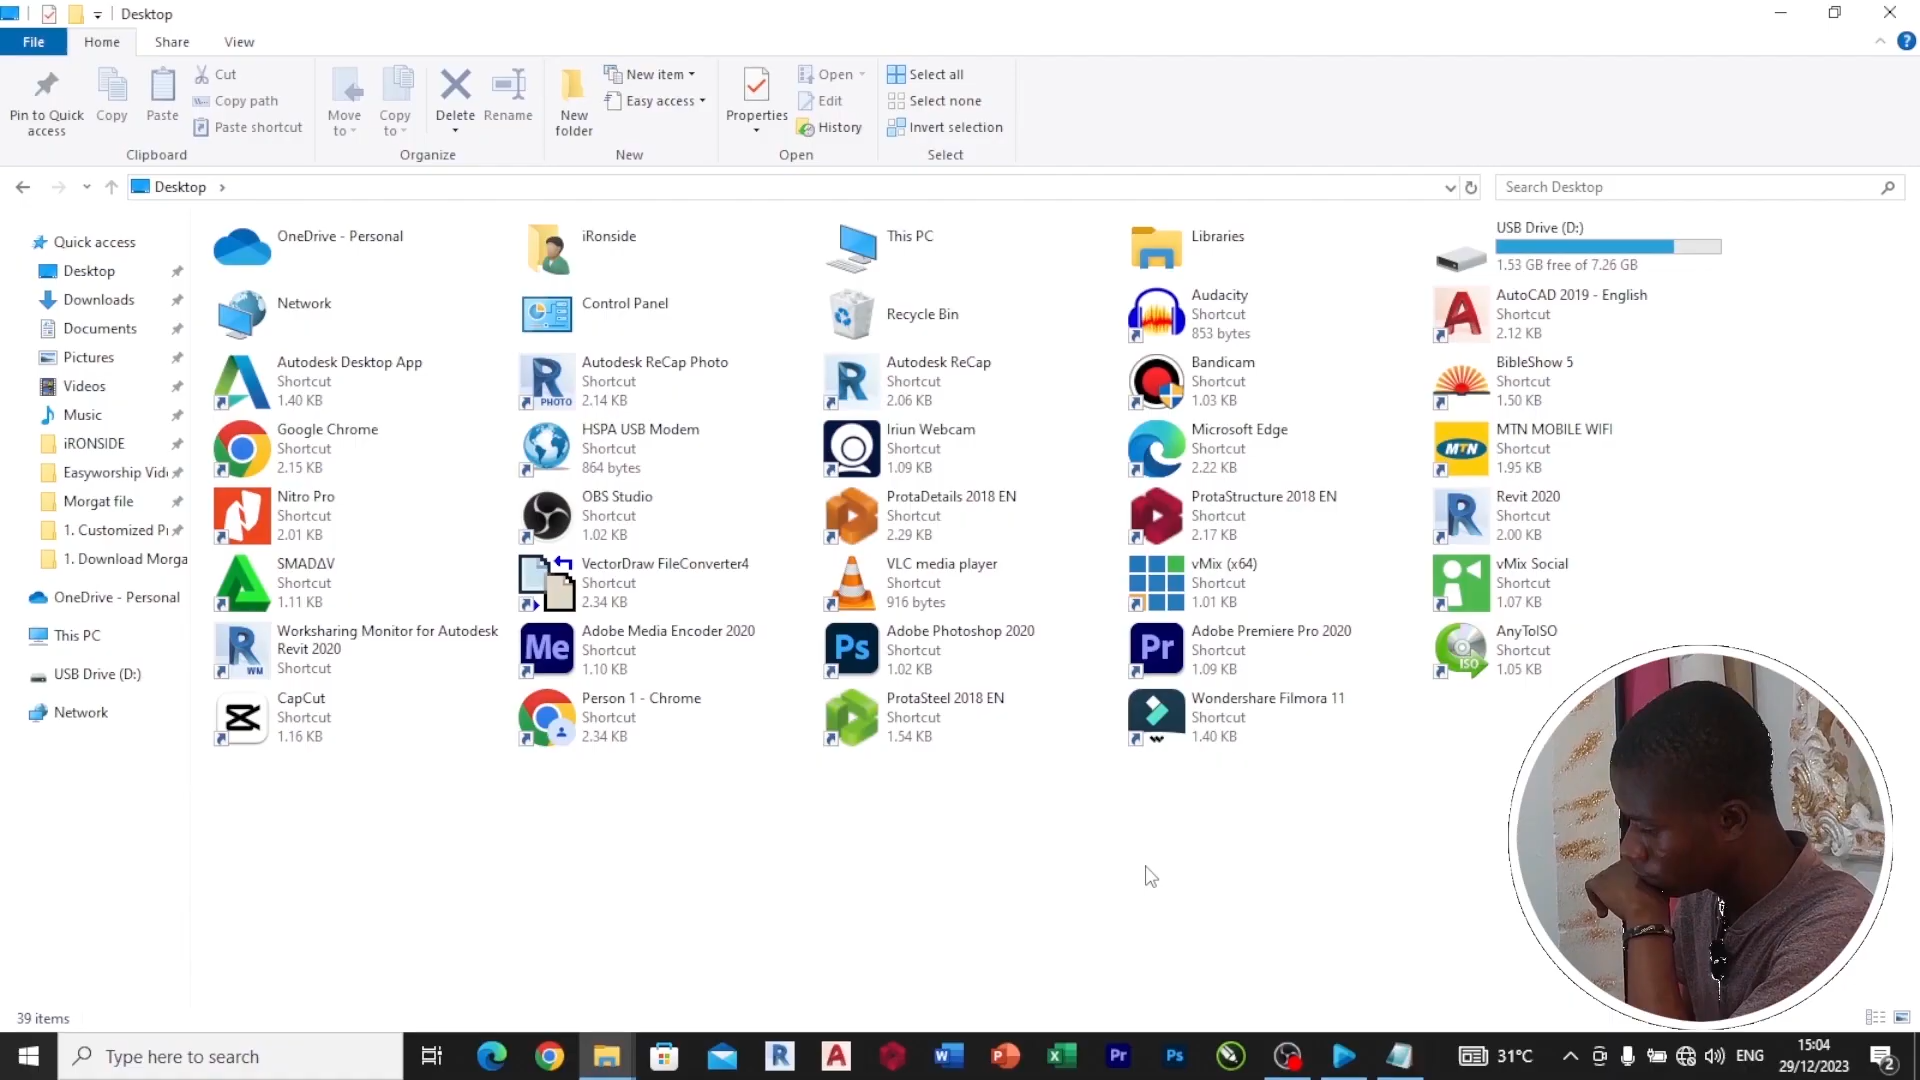 Desktop
File
Home
Share
View
Pin to Quick access
Copy
Paste
Cut
Copy path
Paste shortcut
Clipboard
Move to
Copy to
Delete
Rename
Organize
New folder
New item
Easy access
New
Properties
Open
Edit
History
Open
Select all
Select none
Invert selection
Select
Desktop
Search Desktop
Quick access
Desktop
Downloads
Documents
Pictures
Videos
Music
iRONSIDE
Easyworship Vid
Morgat file
1. Customized P
1. Download Morga
OneDrive - Personal
This PC
USB Drive (D:)
Network
OneDrive - Personal
iRonside
This PC
Libraries
USB Drive (D:)
1.53 GB free of 7.26 GB
Network
Control Panel
Recycle Bin
Audacity
Shortcut
853 bytes
AutoCAD 2019 - English
Shortcut
2.12 KB
Autodesk Desktop App
Shortcut
1.40 KB
Autodesk ReCap Photo
Shortcut
2.14 KB
PHOTO
Autodesk ReCap
Shortcut
2.06 KB
Bandicam
Shortcut
1.03 KB
BibleShow 5
Shortcut
1.50 KB
Google Chrome
Shortcut
2.15 KB
HSPA USB Modem
Shortcut
864 bytes
Iriun Webcam
Shortcut
1.09 KB
Microsoft Edge
Shortcut
2.22 KB
MTN
MTN MOBILE WIFI
Shortcut
1.95 KB
Nitro Pro
Shortcut
2.01 KB
OBS Studio
Shortcut
1.02 KB
ProtaDetails 2018 EN
Shortcut
2.29 KB
ProtaStructure 2018 EN
Shortcut
2.17 KB
Revit 2020
Shortcut
2.00 KB
SMADΔV
Shortcut
1.11 KB
VectorDraw FileConverter4
Shortcut
2.34 KB
VLC media player
Shortcut
916 bytes
vMix (x64)
Shortcut
1.01 KB
vMix Social
Shortcut
1.07 KB
WM
Worksharing Monitor for Autodesk
Revit 2020
Shortcut
Me
Adobe Media Encoder 2020
Shortcut
1.10 KB
Ps
Adobe Photoshop 2020
Shortcut
1.02 KB
Pr
Adobe Premiere Pro 2020
Shortcut
1.09 KB
ISO
AnyToISO
Shortcut
1.05 KB
CapCut
Shortcut
1.16 KB
Person 1 - Chrome
Shortcut
2.34 KB
ProtaSteel 2018 EN
Shortcut
1.54 KB
Wondershare Filmora 11
Shortcut
1.40 KB
39 items
Type here to search
Pr
Ps
31°C
ENG
15:04
29/12/2023
2